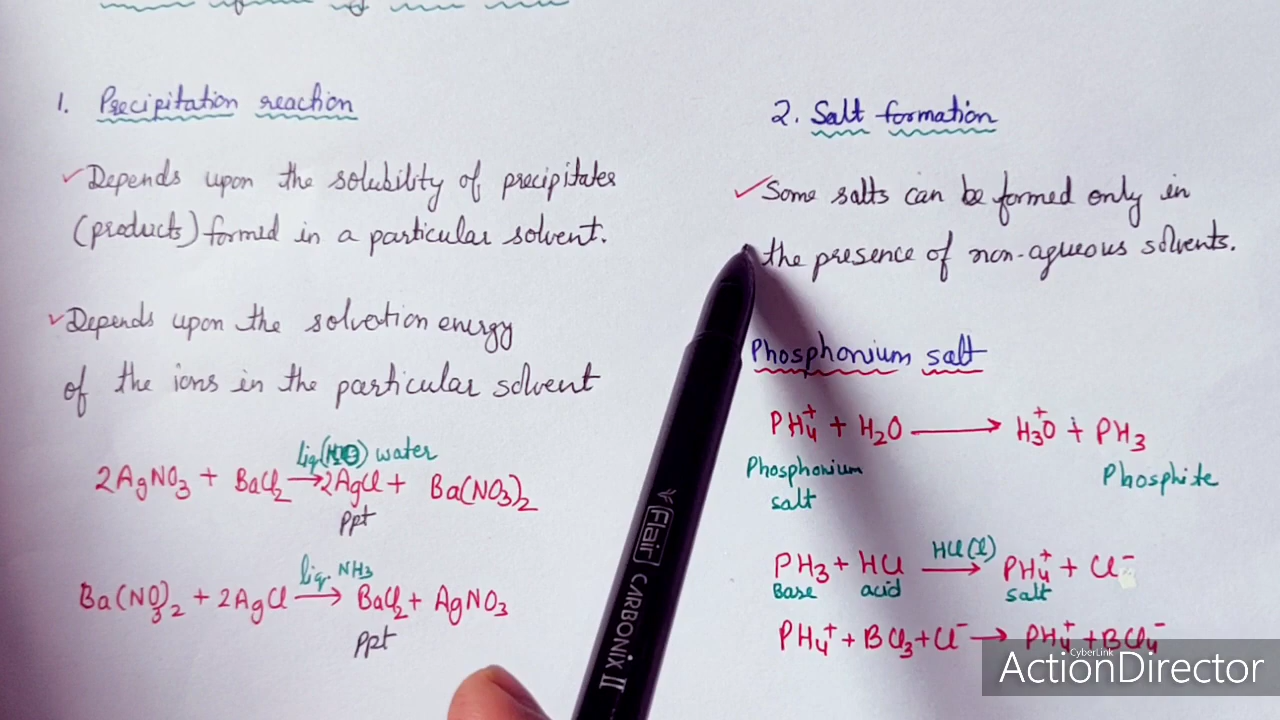 1. Precipitation reaction
✓Depends upon the solubility of precipitates
(products) formed in a particular solvent.
✓Depends upon the solvation energy
of the ions in the particular solvent
liq(H2O) water
2AgNO₃ + BaCl₂ → 2AgCl + Ba(NO₃)₂
ppt
liq. NH₃
Ba(NO₃)₂ + 2AgCl → BaCl₂ + AgNO₃
ppt
2. Salt formation
✓Some salts can be formed only in
the presence of non-aqueous solvents.
Phosphonium salt
PH₄⁺ + H₂O → H₃O⁺ + PH₃
Phosphonium Phosphite
salt
HCl(l)
PH₃ + HCl → PH₄⁺ + Cl⁻
Base acid salt
PH₄⁺ + BCl₃ + Cl⁻ → PH₄⁺ + BCl₄⁻
Flair CARBONIX II
CyberLink
ActionDirector